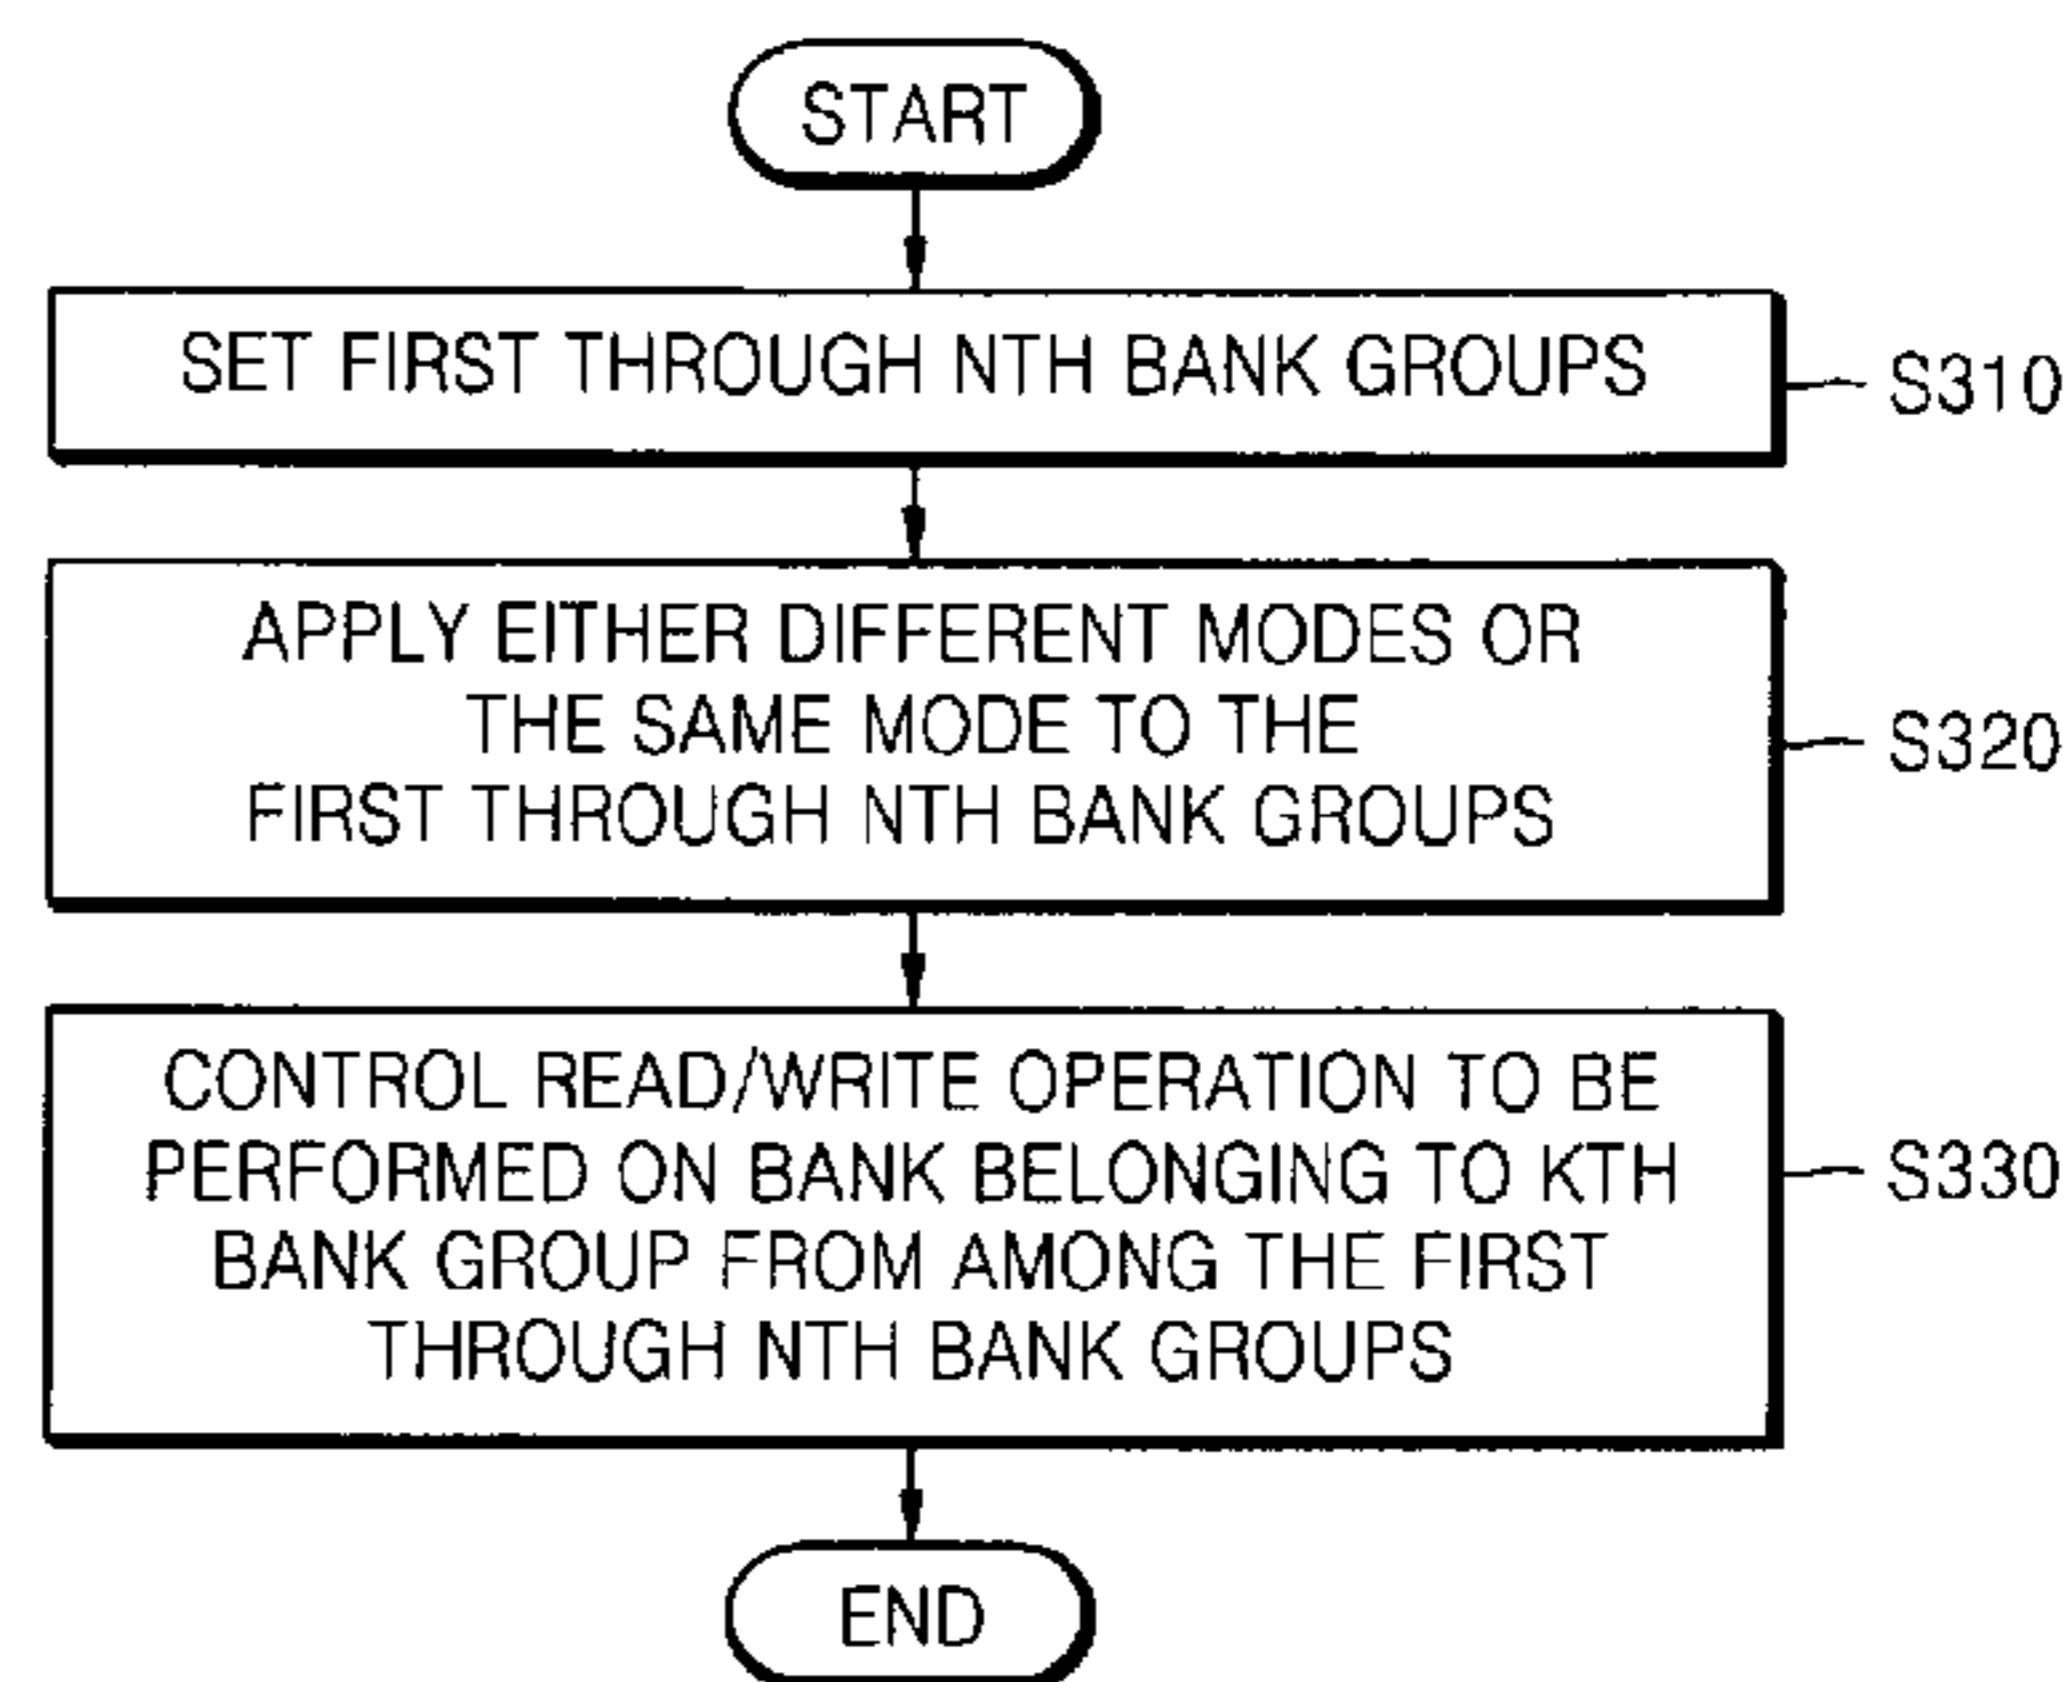 START
SET FIRST THROUGH NTH BANK GROUPS
S310
APPLY EITHER DIFFERENT MODES OR
THE SAME MODE TO THE
FIRST THROUGH NTH BANK GROUPS
S320
CONTROL READ/WRITE OPERATION TO BE
PERFORMED ON BANK BELONGING TO KTH
BANK GROUP FROM AMONG THE FIRST
THROUGH NTH BANK GROUPS
S330
END